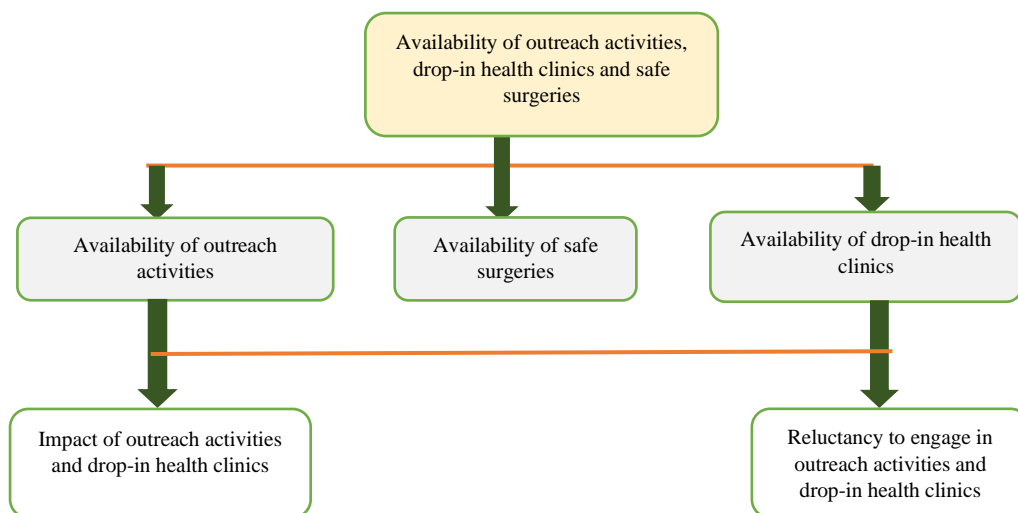 Availability of outreach activities,
drop-in health clinics and safe
surgeries
Availability of outreach
activities
Availability of safe
surgeries
Availability of drop-in health
clinics
Impact of outreach activities
and drop-in health clinics
Reluctancy to engage in
outreach activities and
drop-in health clinics